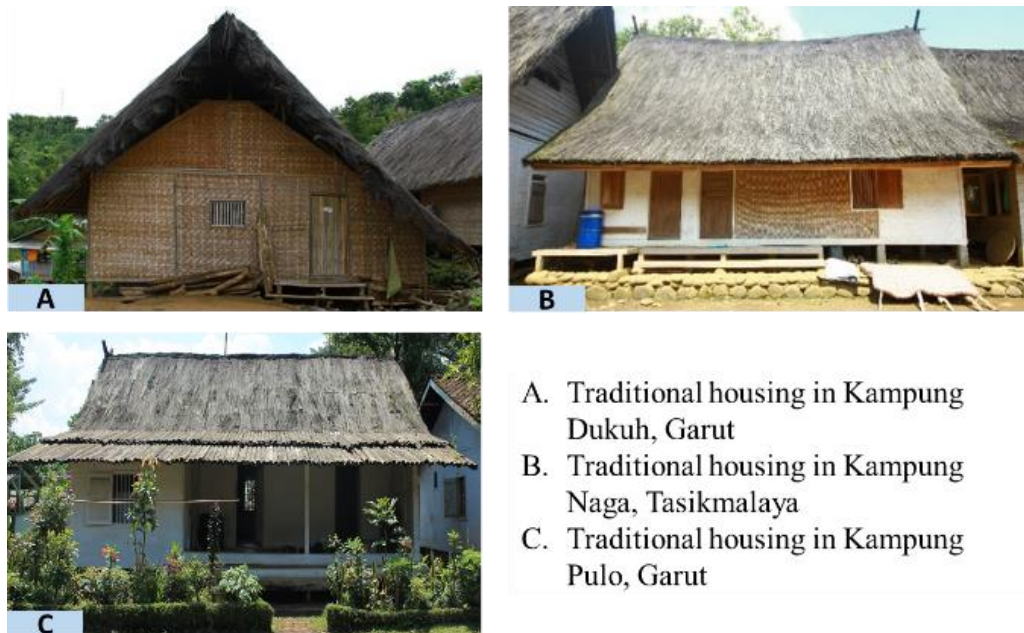 A
B
C
A. Traditional housing in Kampung
Dukuh, Garut
B. Traditional housing in Kampung
Naga, Tasikmalaya
C. Traditional housing in Kampung
Pulo, Garut